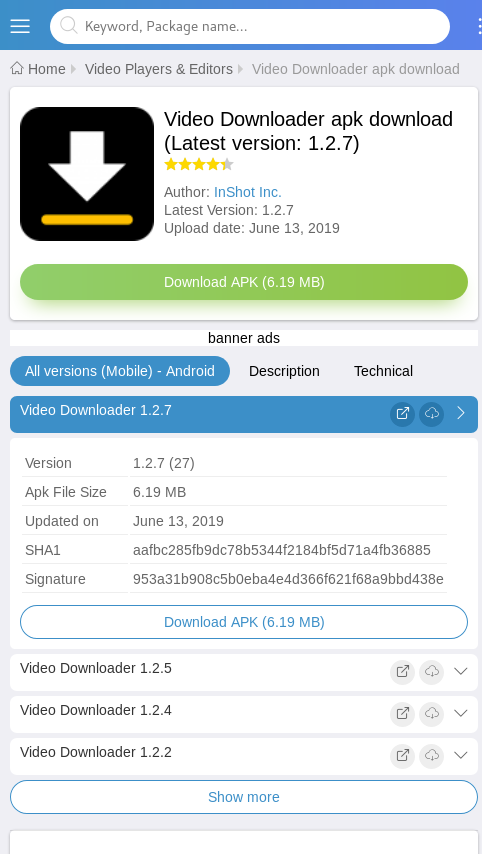 Keyword, Package name...
Home Video Players & Editors Video Downloader apk download
Video Downloader apk download
(Latest version: 1.2.7)
Author: InShot Inc.
Latest Version: 1.2.7
Upload date: June 13, 2019
Download APK (6.19 MB)
banner ads
All versions (Mobile) - Android Description Technical
Video Downloader 1.2.7
Version 1.2.7 (27)
Apk File Size 6.19 MB
Updated on June 13, 2019
SHA1 aafbc285fb9dc78b5344f2184bf5d71a4fb36885
Signature 953a31b908c5b0eba4e4d366f621f68a9bbd438e
Download APK (6.19 MB)
Video Downloader 1.2.5
Video Downloader 1.2.4
Video Downloader 1.2.2
Show more